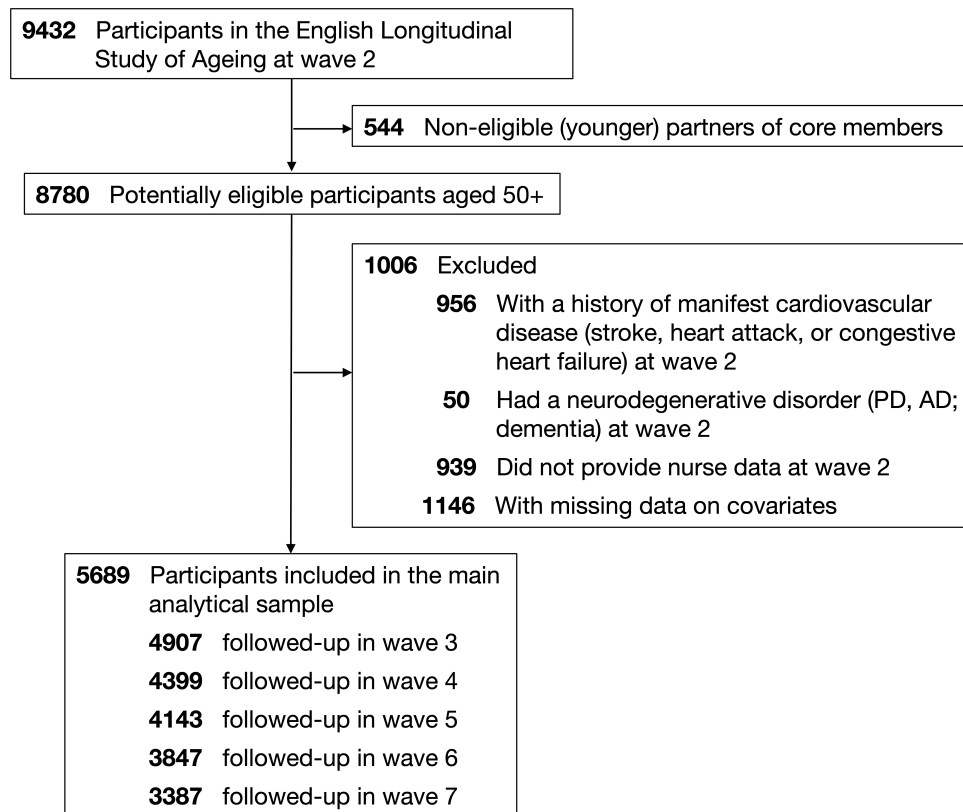 9432 Participants in the English Longitudinal
Study of Ageing at wave 2
544 Non-eligible (younger) partners of core members
8780 Potentially eligible participants aged 50+
1006 Excluded
956 With a history of manifest cardiovascular
disease (stroke, heart attack, or congestive
heart failure) at wave 2
50 Had a neurodegenerative disorder (PD, AD;
dementia) at wave 2
939 Did not provide nurse data at wave 2
1146 With missing data on covariates
5689 Participants included in the main
analytical sample
4907 followed-up in wave 3
4399 followed-up in wave 4
4143 followed-up in wave 5
3847 followed-up in wave 6
3387 followed-up in wave 7